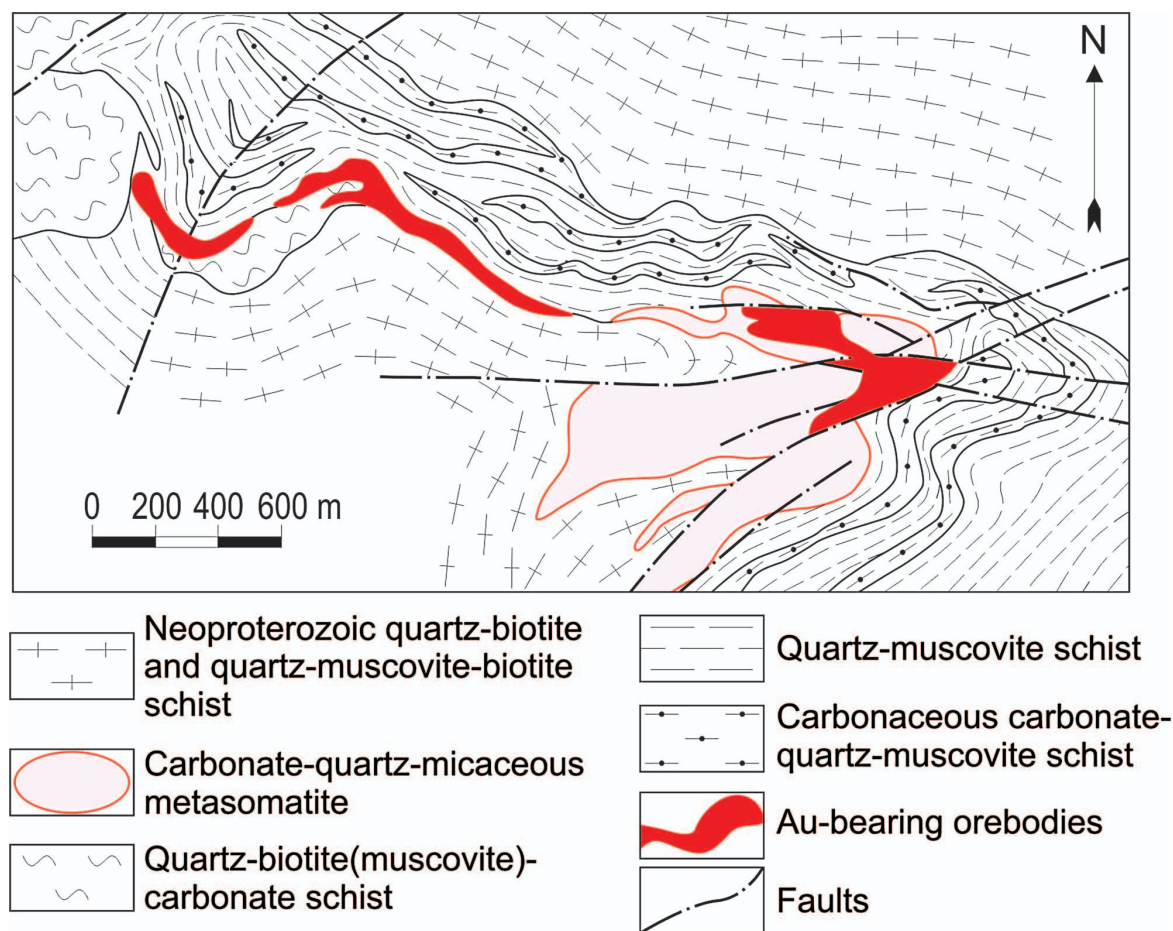 N
0 200 400 600 m
Neoproterozoic quartz-biotite
and quartz-muscovite-biotite
schist
Carbonate-quartz-micaceous
metasomatite
Quartz-biotite(muscovite)-
carbonate schist
Quartz-muscovite schist
Carbonaceous carbonate-
quartz-muscovite schist
Au-bearing orebodies
Faults